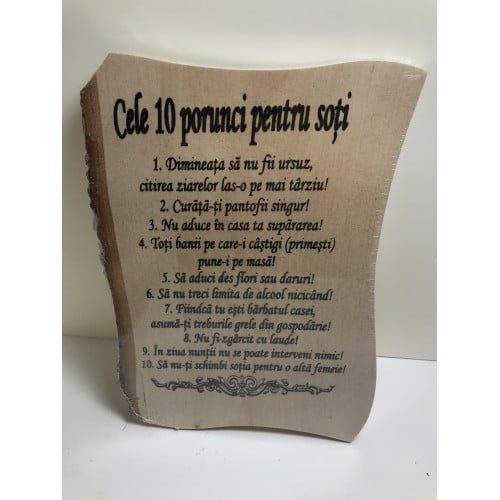 Cele 10 porunci pentru soți
1. Dimineața să nu fii ursuz,
citirea ziarelor las-o pe mai târziu!
2. Curăță-ți pantofii singur!
3. Nu aduce în casa ta supărarea!
4. Toți banii pe care-i câștigi (primești)
pune-i pe masă!
5. Să aduci des flori sau daruri!
6. Să nu treci limita de alcool nicicând!
7. Fiindcă tu ești bărbatul casei,
asumă-ți treburile grele din gospodărie!
8. Nu fi-zgârcit cu laude!
9. În ziua nunții nu se poate interveni nimic!
10. Să nu-ți schimbi soția pentru o altă femeie!